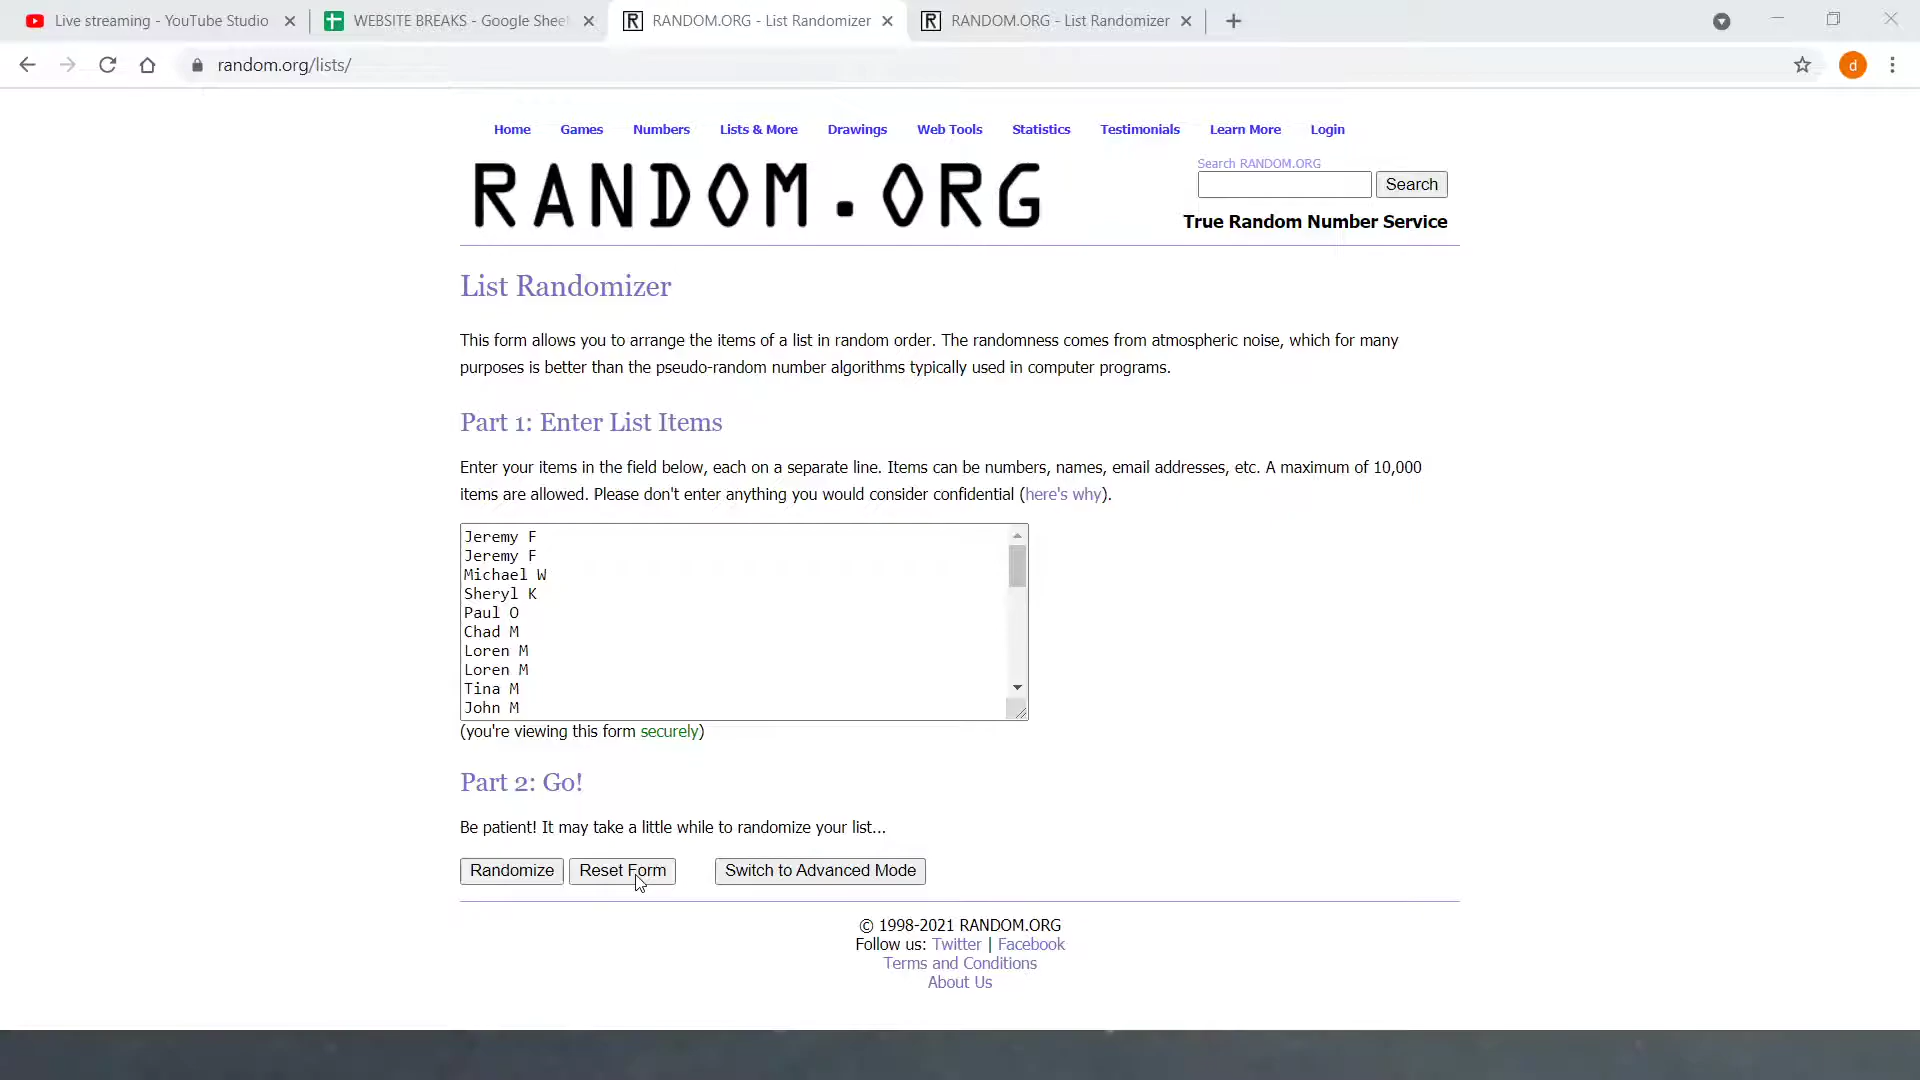 Live streaming - YouTube Studio
WEBSITE BREAKS - Google Shee
RANDOM.ORG - List Randomizer
RANDOM.ORG - List Randomizer
random.org/lists/
d
Home Games Numbers Lists & More Drawings Web Tools Statistics Testimonials Learn More Login
RANDOM.ORG
Search RANDOM.ORG
Search
True Random Number Service
List Randomizer
This form allows you to arrange the items of a list in random order. The randomness comes from atmospheric noise, which for many
purposes is better than the pseudo-random number algorithms typically used in computer programs.
Part 1: Enter List Items
Enter your items in the field below, each on a separate line. Items can be numbers, names, email addresses, etc. A maximum of 10,000
items are allowed. Please don't enter anything you would consider confidential (here's why).
Jeremy F
Jeremy F
Michael W
Sheryl K
Paul O
Chad M
Loren M
Loren M
Tina M
John M
(you're viewing this form securely)
Part 2: Go!
Be patient! It may take a little while to randomize your list...
Randomize Reset Form Switch to Advanced Mode
© 1998-2021 RANDOM.ORG
Follow us: Twitter | Facebook
Terms and Conditions
About Us